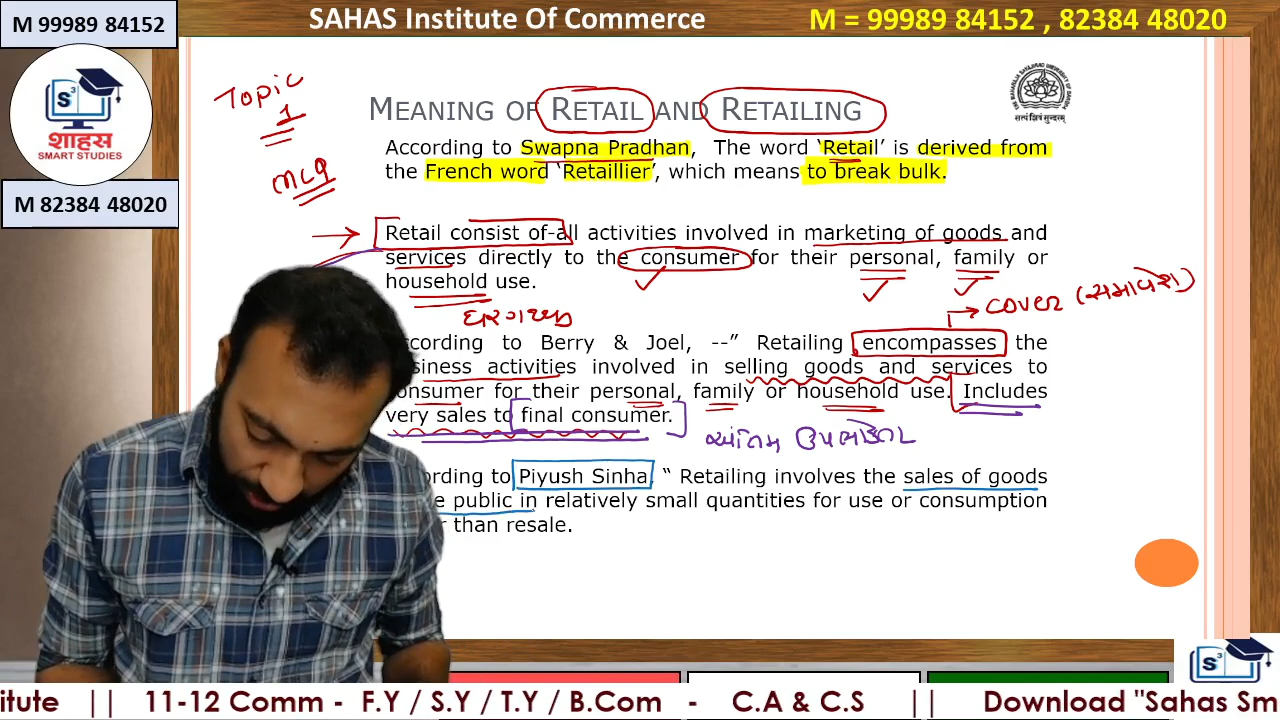 M 99989 84152
SAHAS Institute Of Commerce
M = 99989 84152 , 82384 48020
S³
शाहस
SMART STUDIES
M 82384 48020
Topic
1
MCQ
MEANING OF RETAIL AND RETAILING
सत्यं शिवं सुन्दरम्
According to Swapna Pradhan, The word ‘Retail’ is derived from
the French word ‘Retaillier’, which means to break bulk.
Retail consist of-all activities involved in marketing of goods and
services directly to the consumer for their personal, family or
household use.
ઘરવપરાશ
COVER (સમાવેશ)
ccording to Berry & Joel, --” Retailing encompasses the
siness activities involved in selling goods and services to
onsumer for their personal, family or household use. Includes
very sales to final consumer.
અંતિમ ઉપભોક્તા
ording to Piyush Sinha, “ Retailing involves the sales of goods
e public in relatively small quantities for use or consumption
r than resale.
S³
itute || 11-12 Comm - F.Y / S.Y / T.Y / B.Com - C.A & C.S || Download "Sahas Sm